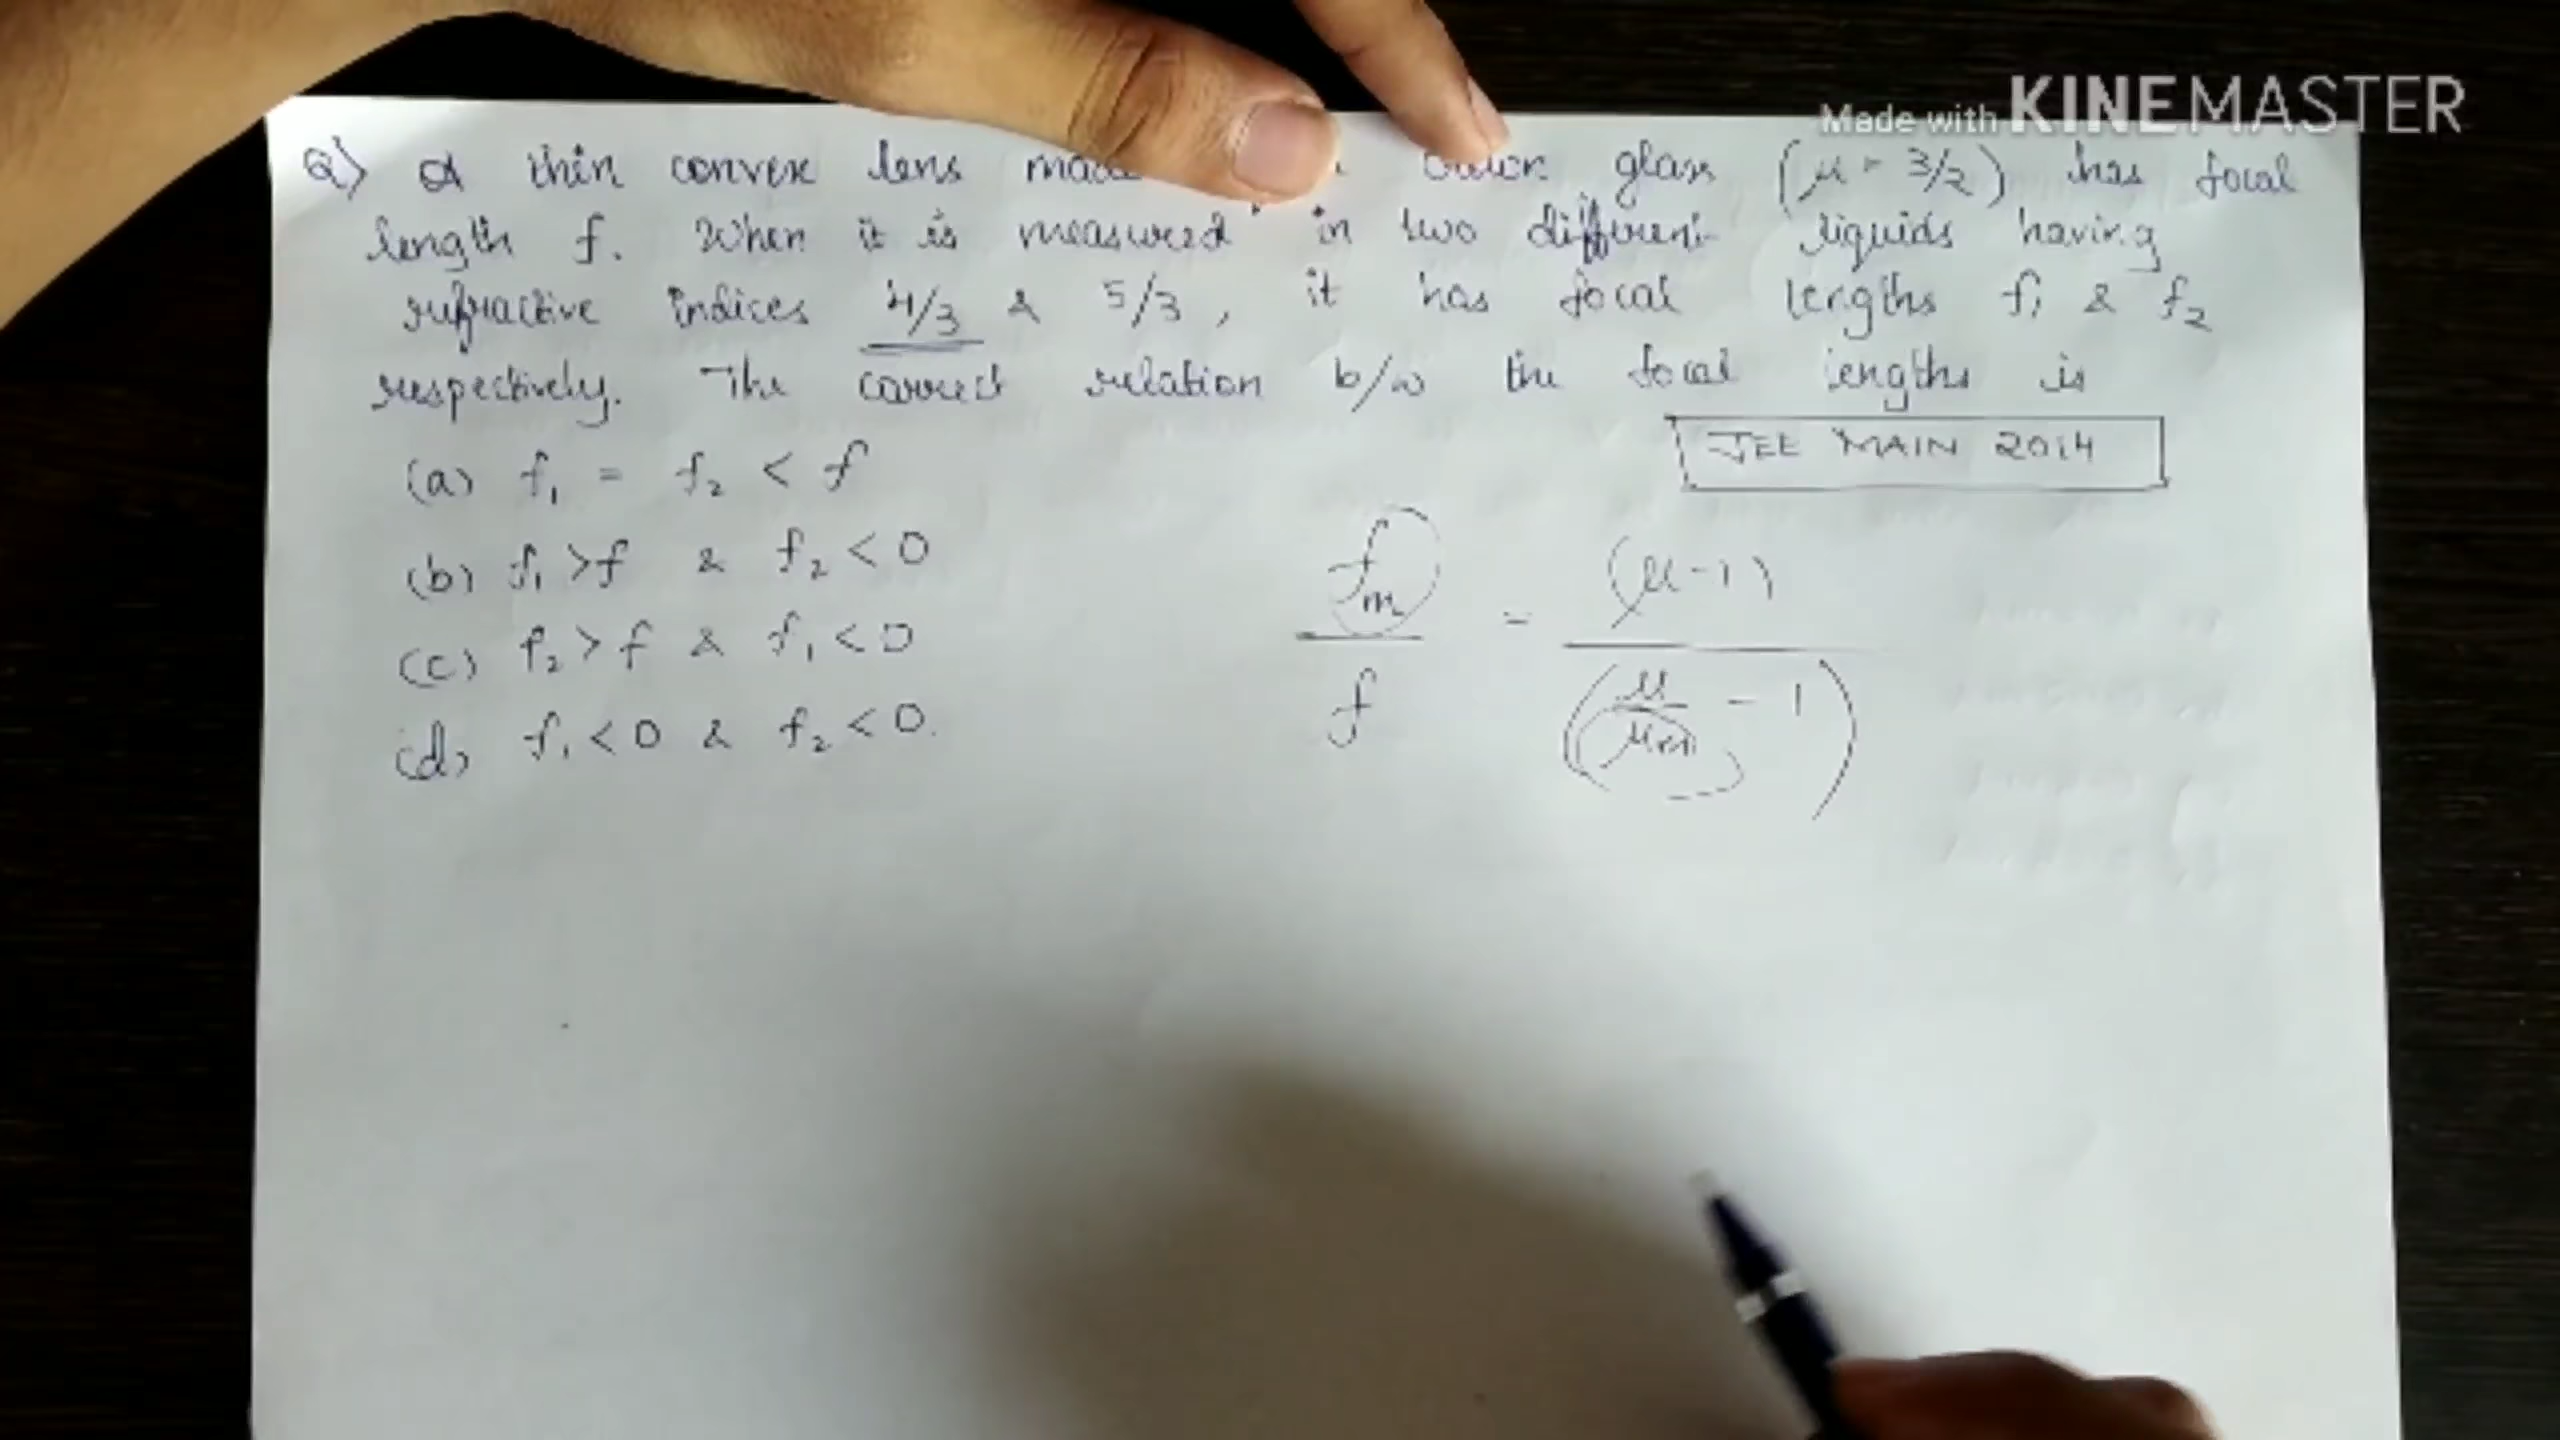 Made with KINEMASTER
Q) A thin convex lens made glass (μ = 3/2) has focal
length f. When it is measured in two different liquids having
refractive indices 4/3 & 5/3, it has focal lengths f₁ & f₂
respectively. The correct relation b/w the focal lengths is
JEE MAIN 2014
(a) f₁ = f₂ < f
(b) f₁ > f & f₂ < 0
(c) f₂ > f & f₁ < 0
(d) f₁ < 0 & f₂ < 0.
fₘ/f = (μ-1)/(μ/μₘ - 1)